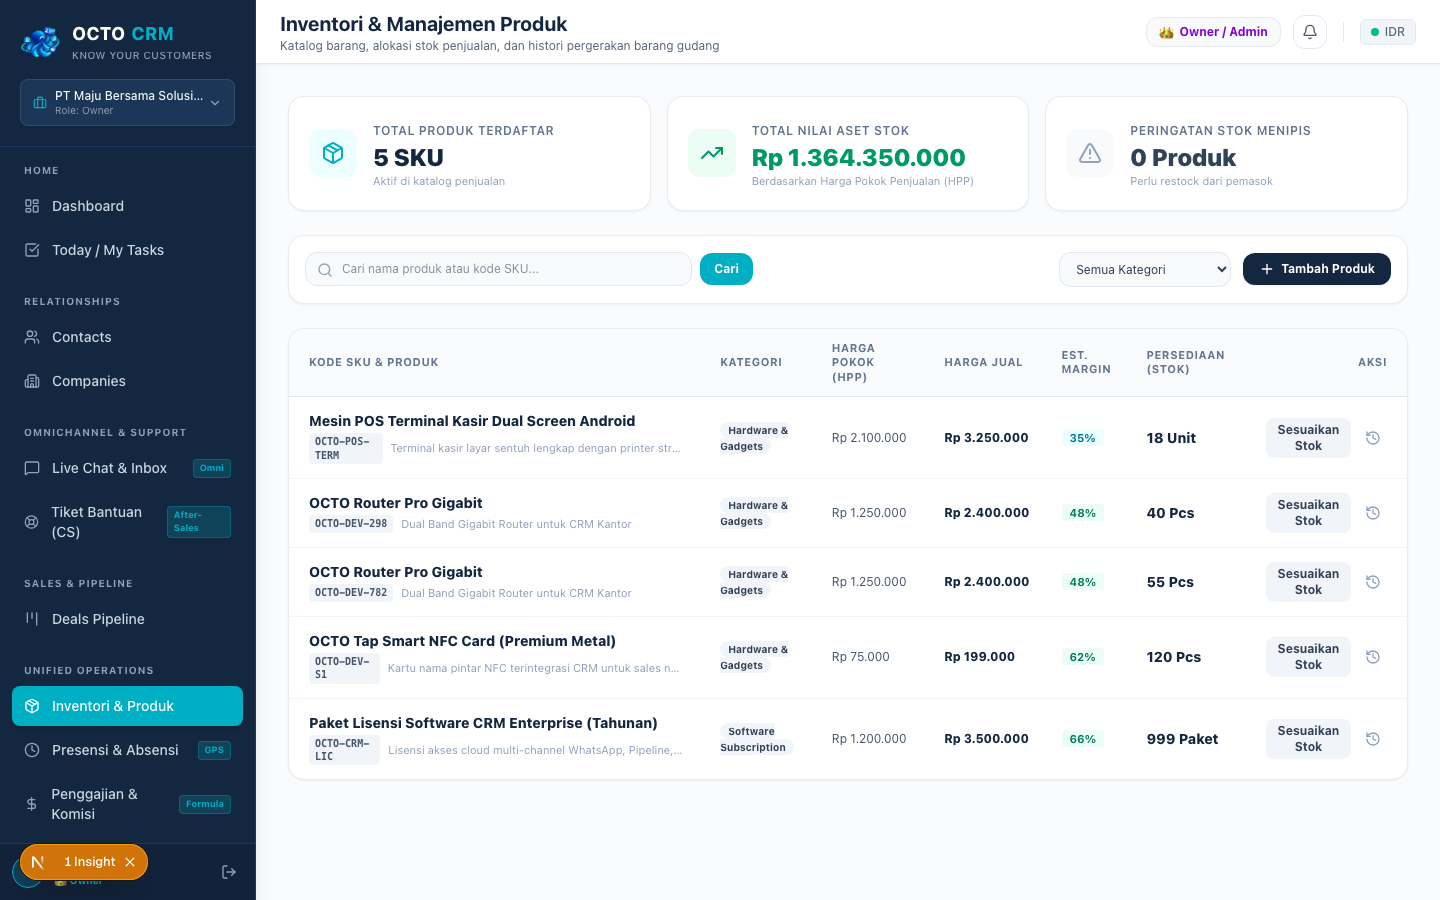 OCTO CRM
KNOW YOUR CUSTOMERS
PT Maju Bersama Solusi...
Role: Owner
HOME
Dashboard
Today / My Tasks
RELATIONSHIPS
Contacts
Companies
OMNICHANNEL & SUPPORT
Live Chat & Inbox
Omni
Tiket Bantuan
(CS)
After-
Sales
SALES & PIPELINE
Deals Pipeline
UNIFIED OPERATIONS
Inventori & Produk
Presensi & Absensi
GPS
Penggajian &
Komisi
Formula
1 Insight
Owner
Inventori & Manajemen Produk
Katalog barang, alokasi stok penjualan, dan histori pergerakan barang gudang
Owner / Admin
IDR
TOTAL PRODUK TERDAFTAR
5 SKU
Aktif di katalog penjualan
TOTAL NILAI ASET STOK
Rp 1.364.350.000
Berdasarkan Harga Pokok Penjualan (HPP)
PERINGATAN STOK MENIPIS
0 Produk
Perlu restock dari pemasok
Cari nama produk atau kode SKU...
Cari
Semua Kategori
+ Tambah Produk
KODE SKU & PRODUK
KATEGORI
HARGA
POKOK
(HPP)
HARGA JUAL
EST.
MARGIN
PERSEDIAAN
(STOK)
AKSI
Mesin POS Terminal Kasir Dual Screen Android
OCTO-POS-
TERM
Terminal kasir layar sentuh lengkap dengan printer str...
Hardware &
Gadgets
Rp 2.100.000
Rp 3.250.000
35%
18 Unit
Sesuaikan
Stok
OCTO Router Pro Gigabit
OCTO-DEV-298
Dual Band Gigabit Router untuk CRM Kantor
Hardware &
Gadgets
Rp 1.250.000
Rp 2.400.000
48%
40 Pcs
Sesuaikan
Stok
OCTO Router Pro Gigabit
OCTO-DEV-782
Dual Band Gigabit Router untuk CRM Kantor
Hardware &
Gadgets
Rp 1.250.000
Rp 2.400.000
48%
55 Pcs
Sesuaikan
Stok
OCTO Tap Smart NFC Card (Premium Metal)
OCTO-DEV-
S1
Kartu nama pintar NFC terintegrasi CRM untuk sales n...
Hardware &
Gadgets
Rp 75.000
Rp 199.000
62%
120 Pcs
Sesuaikan
Stok
Paket Lisensi Software CRM Enterprise (Tahunan)
OCTO-CRM-
LIC
Lisensi akses cloud multi-channel WhatsApp, Pipeline,...
Software
Subscription
Rp 1.200.000
Rp 3.500.000
66%
999 Paket
Sesuaikan
Stok